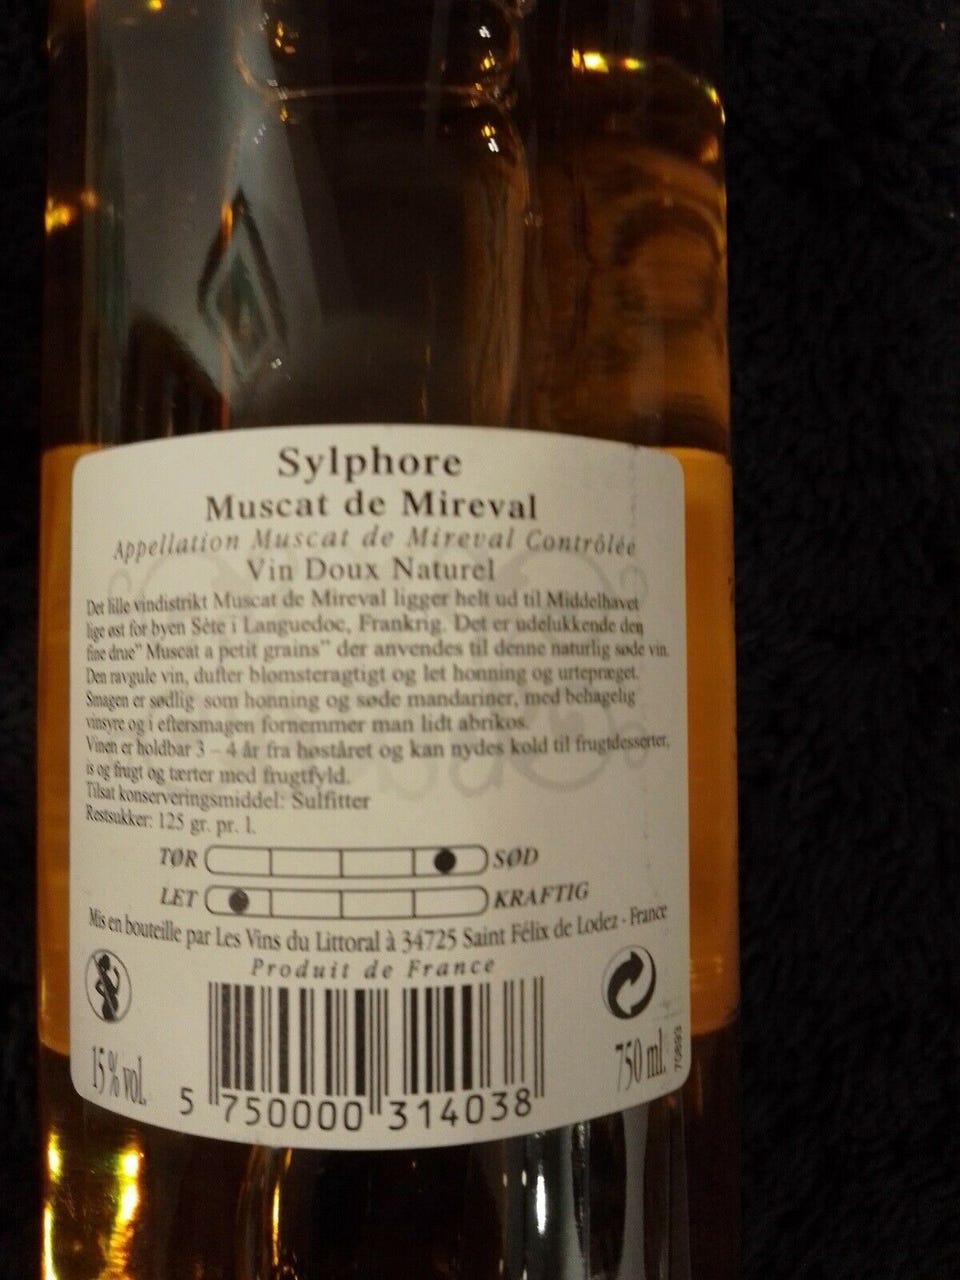 Sylphore
Muscat de Mireval
Appellation Muscat de Mireval Contrôlée
Vin Doux Naturel
Det lille vindistrikt Muscat de Mireval ligger helt ud til Middelhavet
lige øst for byen Sète i Languedoc, Frankrig. Det er udelukkende den
fine drue" Muscat a petit grains" der anvendes til denne naturlig søde vin.
Den ravgule vin, dufter blomsteragtigt og let honning og urtepræget.
Smagen er sødlig som honning og søde mandariner, med behagelig
vinsyre og i eftersmagen fornemmer man lidt abrikos.
Vinen er holdbar 3 - 4 år fra høståret og kan nydes kold til frugtdesserter,
is og frugt og tærter med frugtfyld.
Tilsat konserveringsmiddel: Sulfitter
Restsukker: 125 gr. pr. l.
TØR SØD
LET KRAFTIG
Mis en bouteille par Les Vins du Littoral à 34725 Saint Félix de Lodez - France
Produit de France
15 % vol.
750 ml.
70693
5 750000 314038